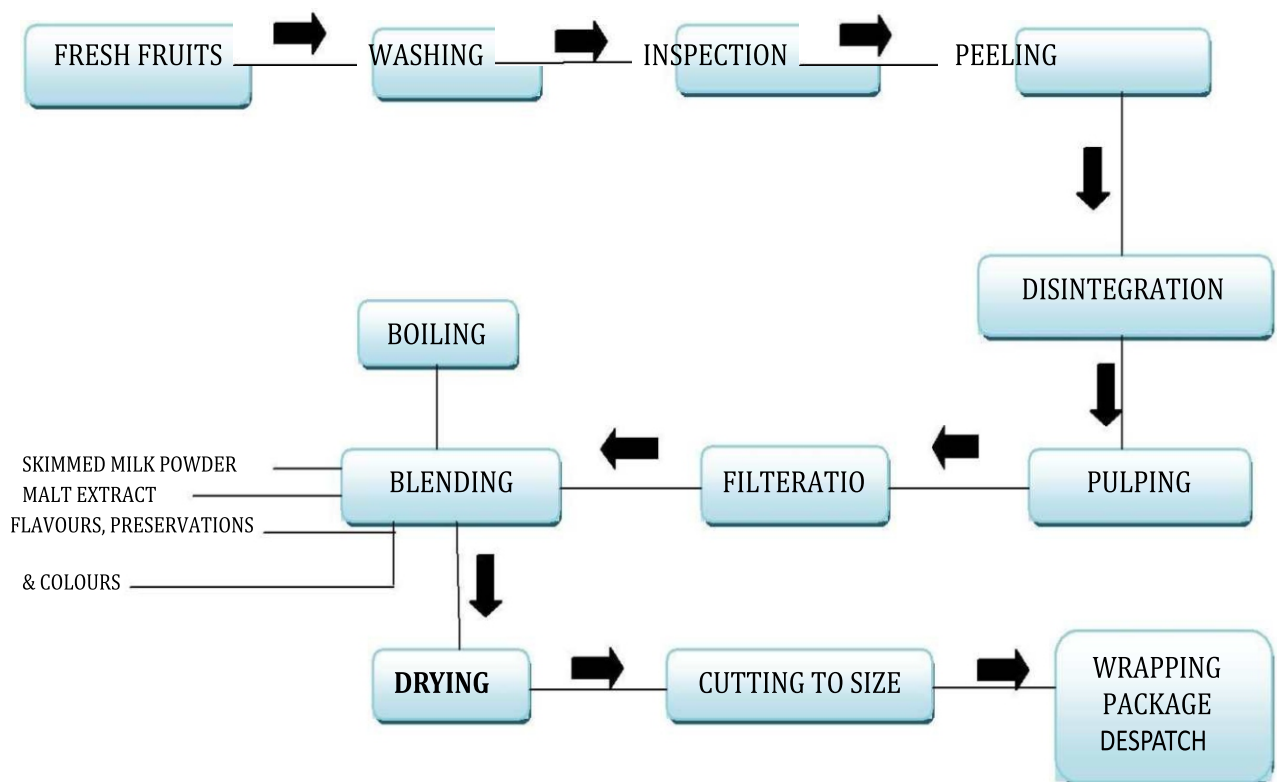 FRESH FRUITS
WASHING
INSPECTION
PEELING
DISINTEGRATION
BOILING
SKIMMED MILK POWDER
MALT EXTRACT
FLAVOURS, PRESERVATIONS
& COLOURS
BLENDING
FILTERATIO
PULPING
DRYING
CUTTING TO SIZE
WRAPPING
PACKAGE
DESPATCH